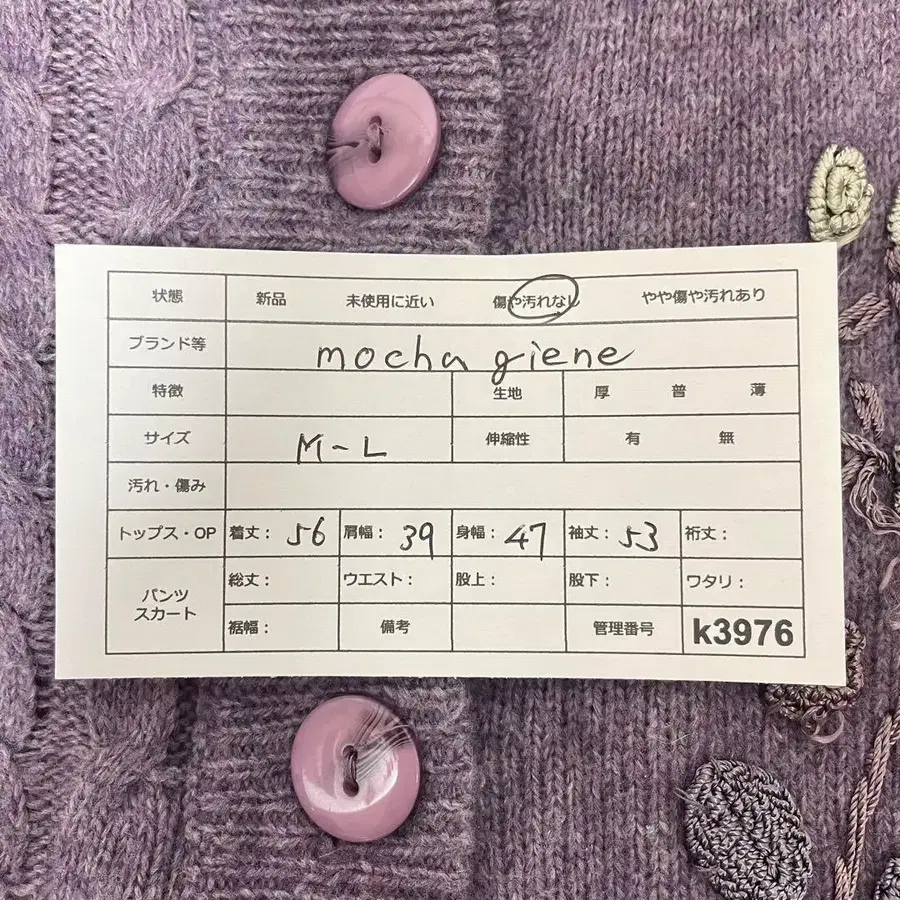 状態 新品 未使用に近い 傷や汚れなし やや傷や汚れあり
ブランド等 mocha giene
特徴 生地 厚 普 薄
サイズ M-L 伸縮性 有 無
汚れ・傷み
トップス・OP 着丈： 56 肩幅： 39 身幅： 47 袖丈： 53 裄丈：
パンツ スカート
総丈： ウエスト： 股上： 股下： ワタリ：
裾幅： 備考 管理番号 k3976